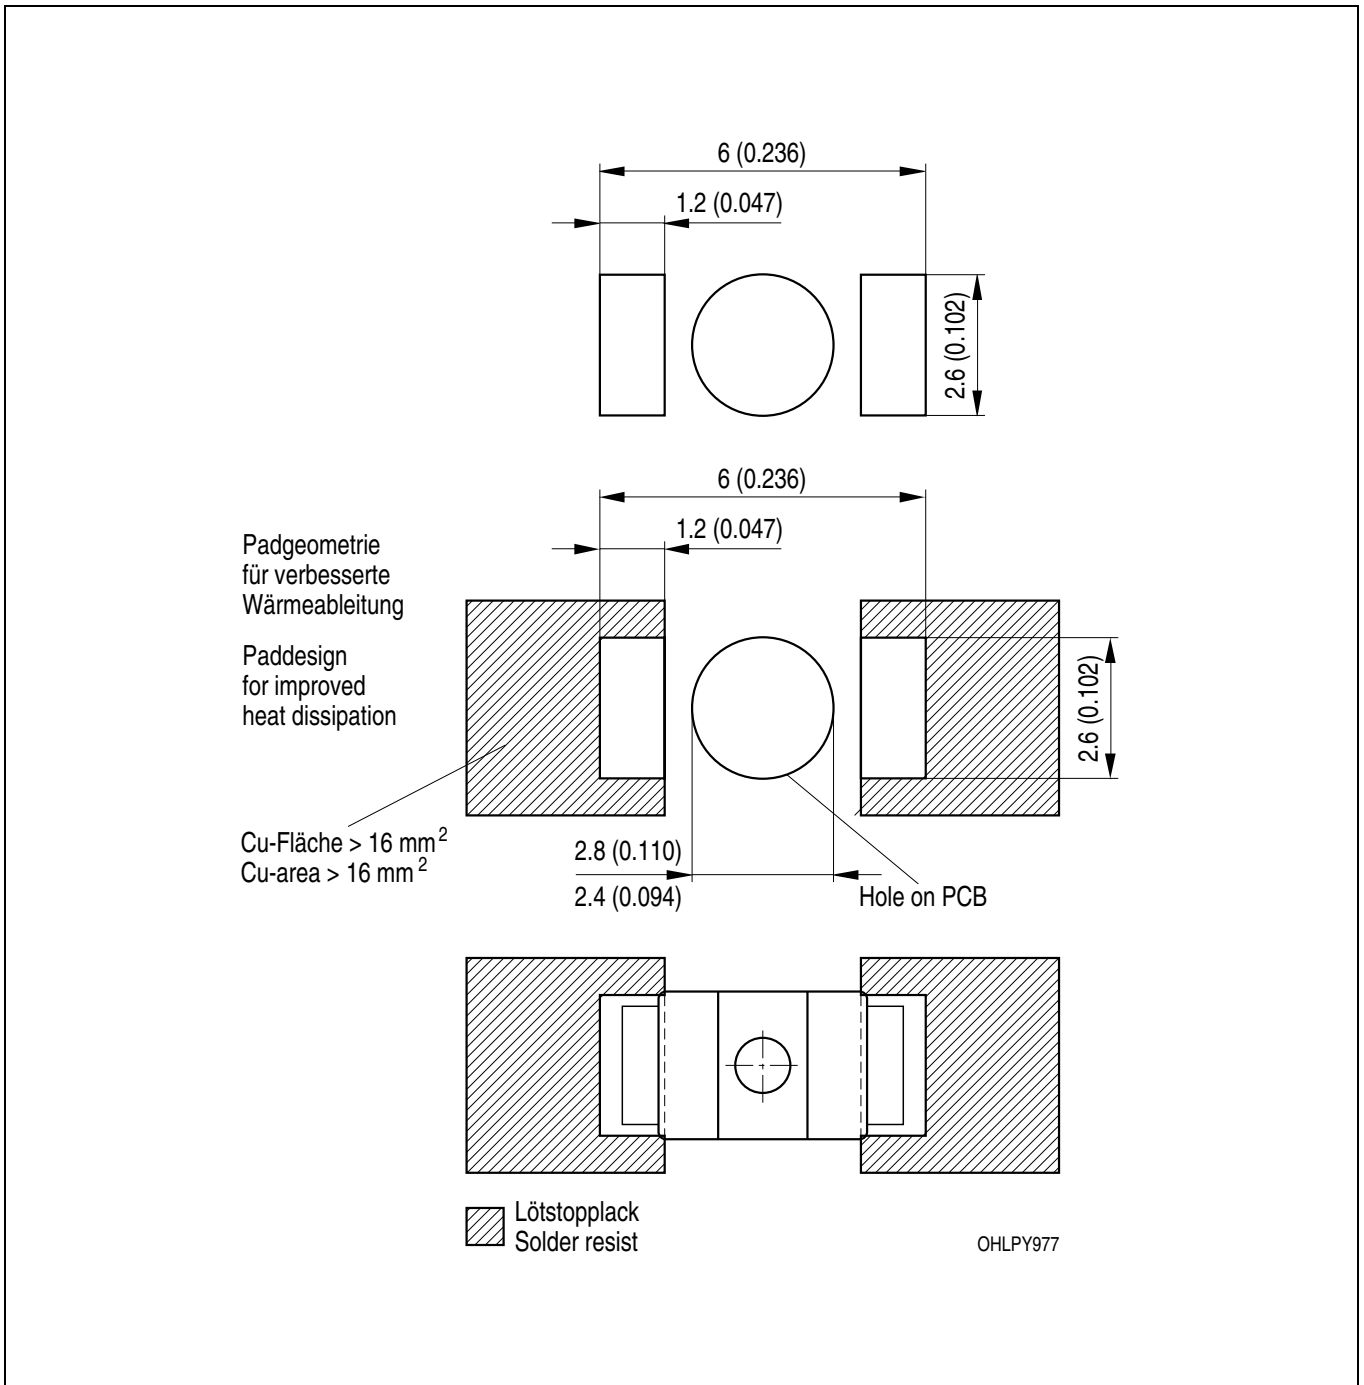 6 (0.236)
1.2 (0.047)
2.6 (0.102)
6 (0.236)
1.2 (0.047)
Padgeometrie
für verbesserte
Wärmeableitung
Paddesign
for improved
heat dissipation
2.6 (0.102)
Cu-Fläche > 16 mm²
Cu-area > 16 mm²
2.8 (0.110)
2.4 (0.094)
Hole on PCB
Lötstopplack
Solder resist
OHLPY977